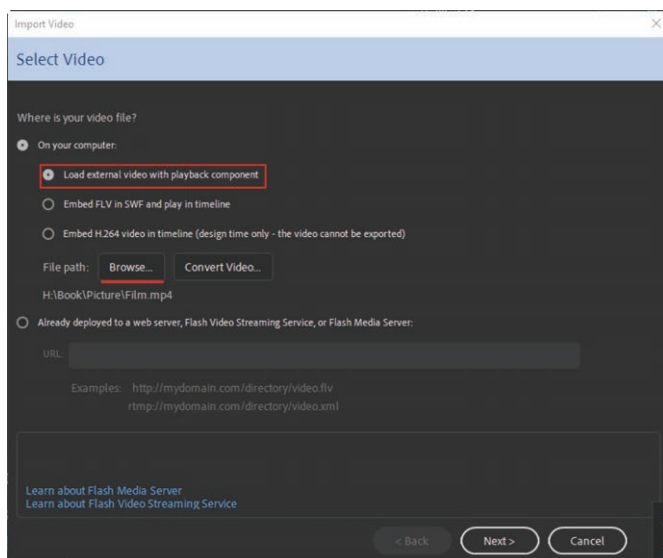 Import Video
Select Video
Where is your video file?
On your computer:
Load external video with playback component
Embed FLV in SWF and play in timeline
Embed H.264 video in timeline (design time only - the video cannot be exported)
File path: Browse... Convert Video...
H:\Book\Picture\Film.mp4
Already deployed to a web server, Flash Video Streaming Service, or Flash Media Server:
URL:
Examples: http://mydomain.com/directory/video.flv
rtmp://mydomain.com/directory/video.xml
Learn about Flash Media Server
Learn about Flash Video Streaming Service
< Back Next > Cancel